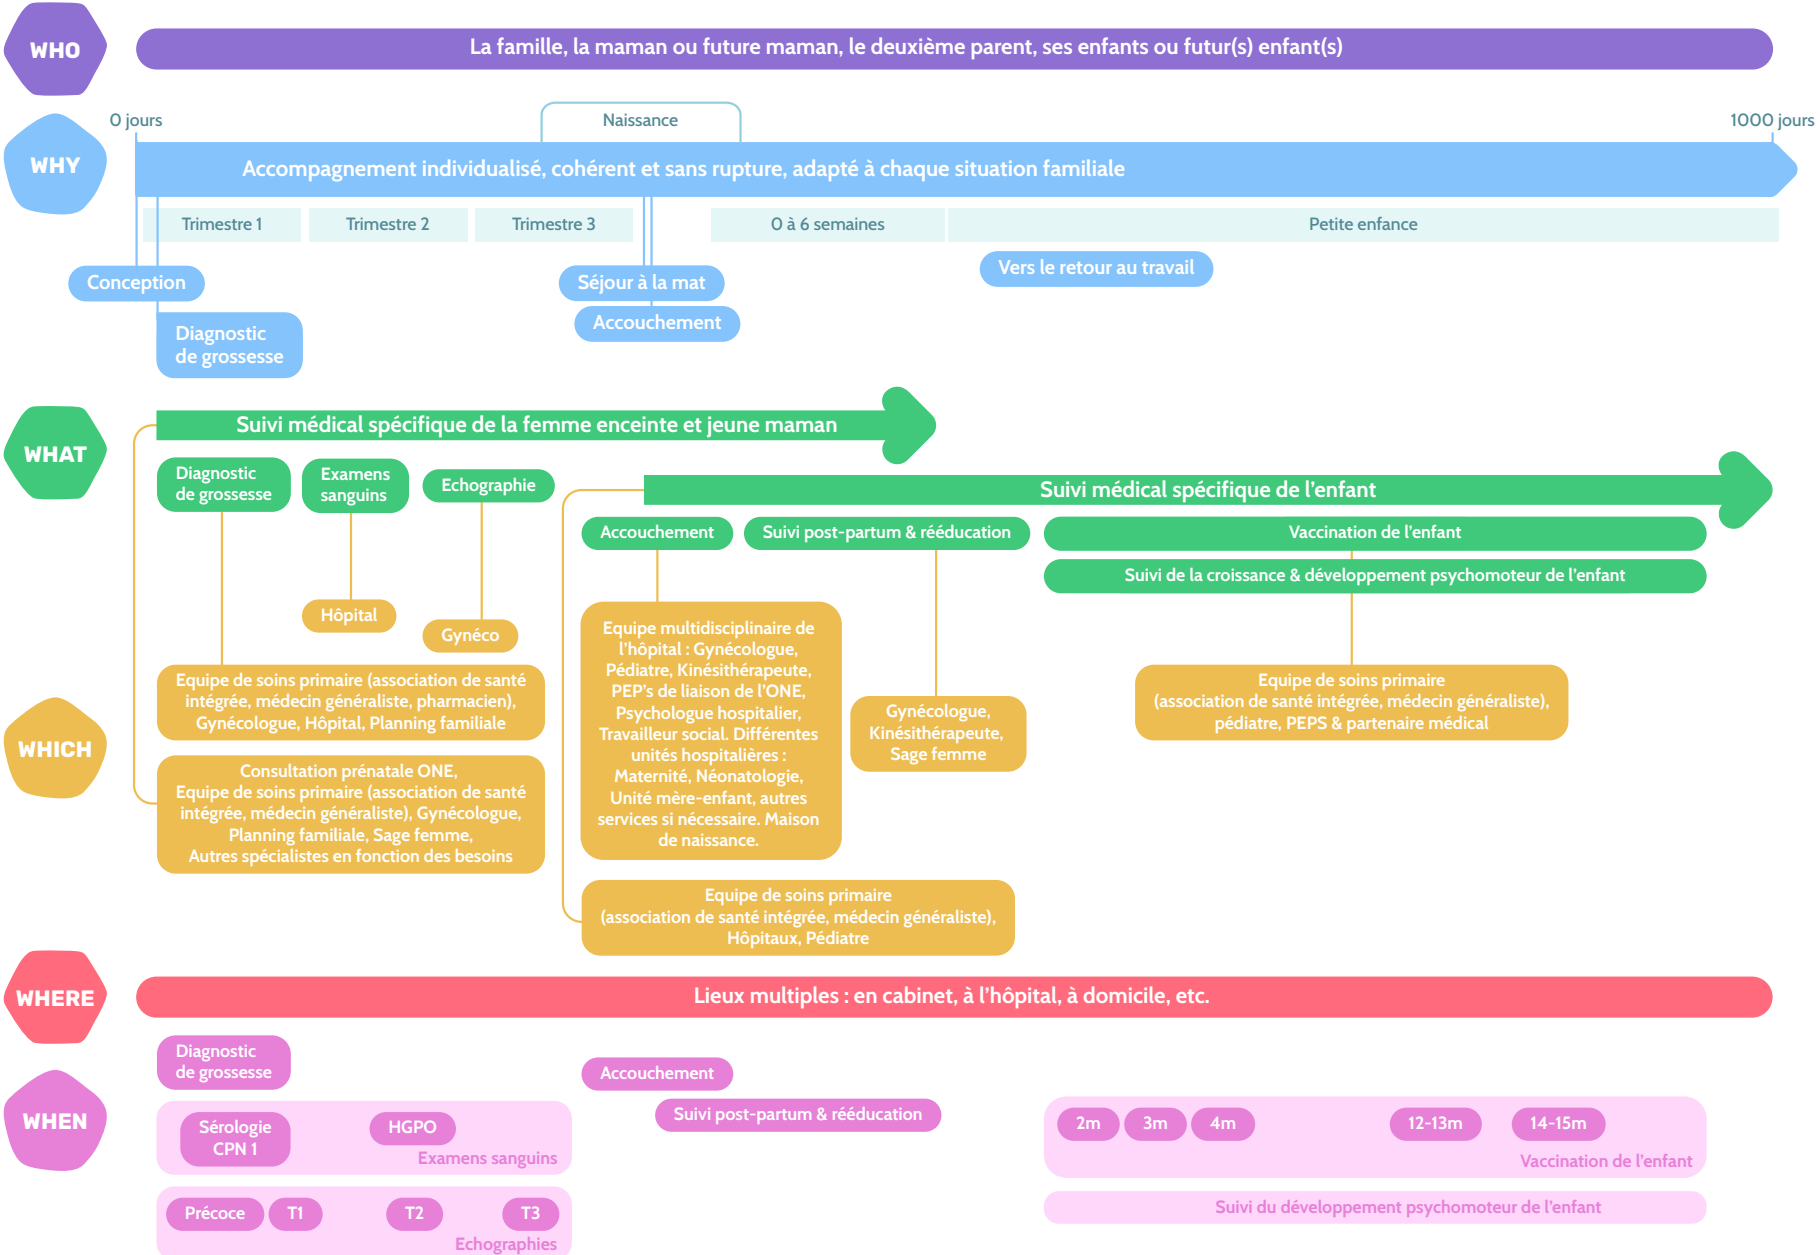 WHO
La famille, la maman ou future maman, le deuxième parent, ses enfants ou futur(s) enfant(s)
0 jours
Naissance
1000 jours
WHY
Accompagnement individualisé, cohérent et sans rupture, adapté à chaque situation familiale
Trimestre 1
Trimestre 2
Trimestre 3
0 à 6 semaines
Petite enfance
Conception
Séjour à la mat
Vers le retour au travail
Accouchement
Diagnostic
de grossesse
WHAT
Suivi médical spécifique de la femme enceinte et jeune maman
Diagnostic
de grossesse
Examens
sanguins
Echographie
Suivi médical spécifique de l'enfant
Accouchement
Suivi post-partum & rééducation
Vaccination de l'enfant
Suivi de la croissance & développement psychomoteur de l'enfant
WHICH
Hôpital
Gynéco
Equipe de soins primaire (association de santé
intégrée, médecin généraliste, pharmacien),
Gynécologue, Hôpital, Planning familiale
Consultation prénatale ONE,
Equipe de soins primaire (association de santé
intégrée, médecin généraliste), Gynécologue,
Planning familiale, Sage femme,
Autres spécialistes en fonction des besoins
Equipe multidisciplinaire de
l'hôpital : Gynécologue,
Pédiatre, Kinésithérapeute,
PEP's de liaison de l'ONE,
Psychologue hospitalier,
Travailleur social. Différentes
unités hospitalières :
Maternité, Néonatologie,
Unité mère-enfant, autres
services si nécessaire. Maison
de naissance.
Gynécologue,
Kinésithérapeute,
Sage femme
Equipe de soins primaire
(association de santé intégrée, médecin généraliste),
pédiatre, PEPS & partenaire médical
Equipe de soins primaire
(association de santé intégrée, médecin généraliste),
Hôpitaux, Pédiatre
WHERE
Lieux multiples : en cabinet, à l'hôpital, à domicile, etc.
WHEN
Diagnostic
de grossesse
Accouchement
Suivi post-partum & rééducation
Sérologie
CPN 1
HGPO
Examens sanguins
Précoce
T1
T2
T3
Echographies
2m
3m
4m
12-13m
14-15m
Vaccination de l'enfant
Suivi du développement psychomoteur de l'enfant